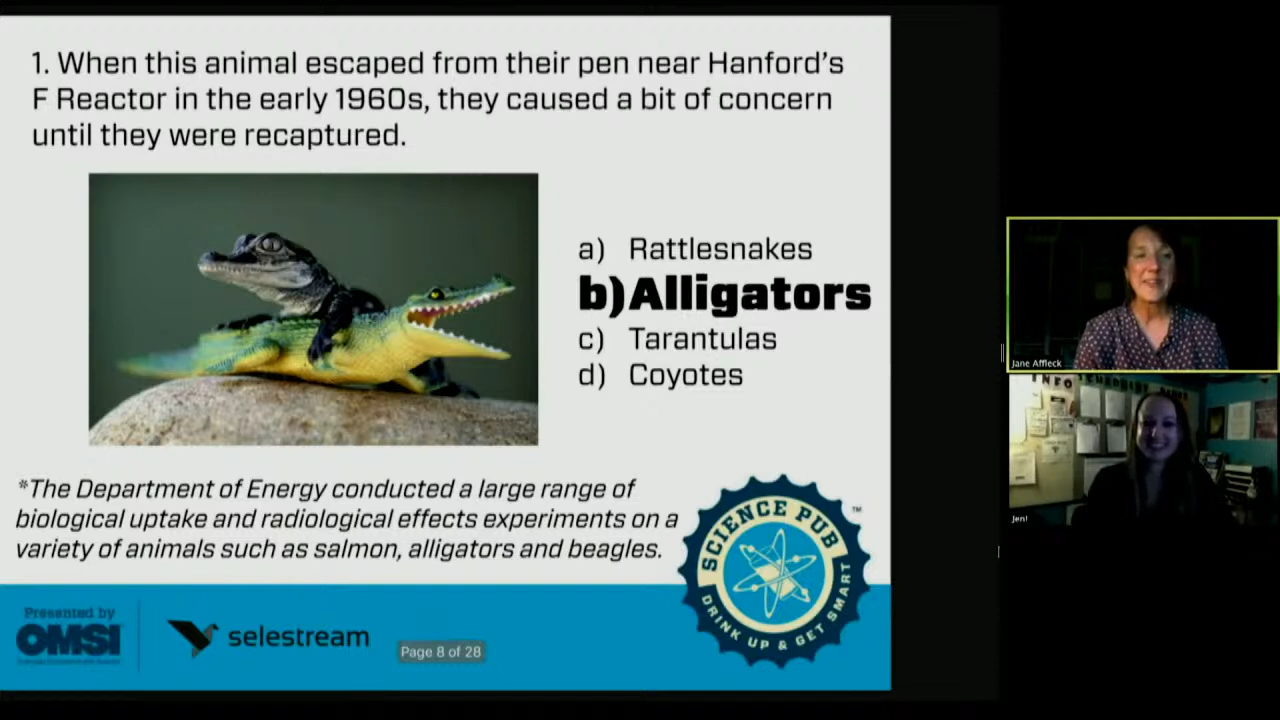 1. When this animal escaped from their pen near Hanford's
F Reactor in the early 1960s, they caused a bit of concern
until they were recaptured.
a) Rattlesnakes
b)Alligators
c) Tarantulas
d) Coyotes
*The Department of Energy conducted a large range of
biological uptake and radiological effects experiments on a
variety of animals such as salmon, alligators and beagles.
SCIENCE PUB
™
DRINK UP & GET SMART
Presented by
OMSI
selestream
Page 8 of 28
Jane Affleck
Jen!